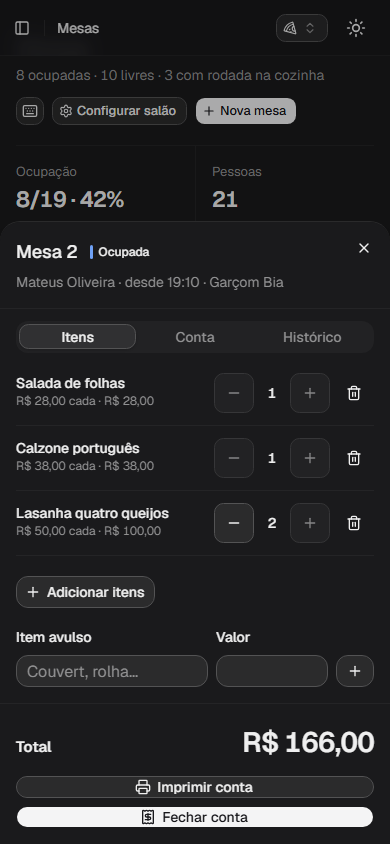 Mesas
8 ocupadas · 10 livres · 3 com rodada na cozinha
Configurar salão
+ Nova mesa
Ocupação
Pessoas
8/19 · 42%
21
Mesa 2
Ocupada
Mateus Oliveira · desde 19:10 · Garçom Bia
Itens
Conta
Histórico
Salada de folhas
R$ 28,00 cada · R$ 28,00
1
Calzone português
R$ 38,00 cada · R$ 38,00
1
Lasanha quatro queijos
R$ 50,00 cada · R$ 100,00
2
+ Adicionar itens
Item avulso
Valor
Couvert, rolha...
Total
R$ 166,00
Imprimir conta
Fechar conta